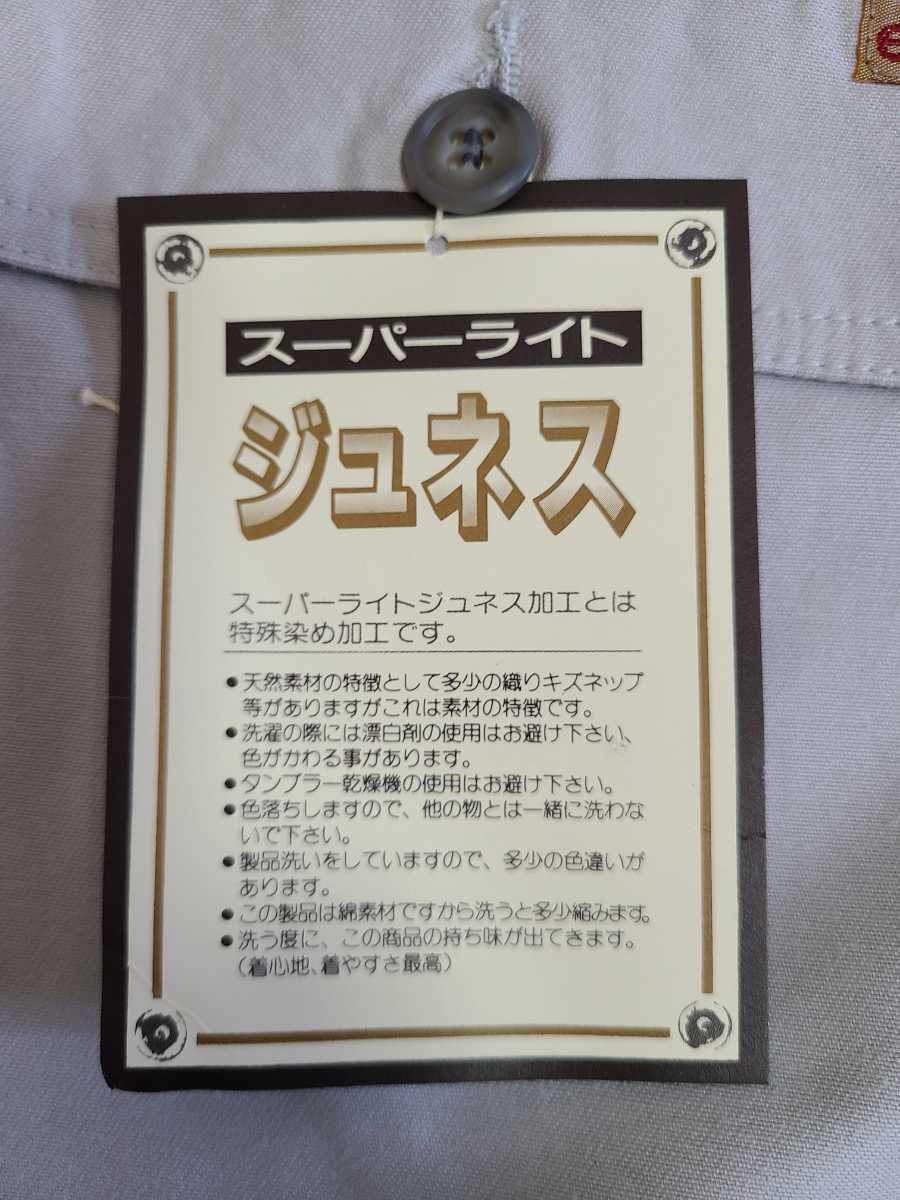 e
スーパーライト
ジュネス
スーパーライトジュネス加工とは
特殊染め加工です。
●天然素材の特徴として多少の織りキズネップ
等がありますがこれは素材の特徴です。
●洗濯の際には漂白剤の使用はお避け下さい、
色がかわる事があります。
●タンブラー乾燥機の使用はお避け下さい。
●色落ちしますので、他の物とは一緒に洗わな
いで下さい。
●製品洗いをしていますので、多少の色違いが
あります。
●この製品は綿素材ですから洗うと多少縮みます。
●洗う度に、この商品の持ち味が出てきます。
(着心地、着やすさ最高)